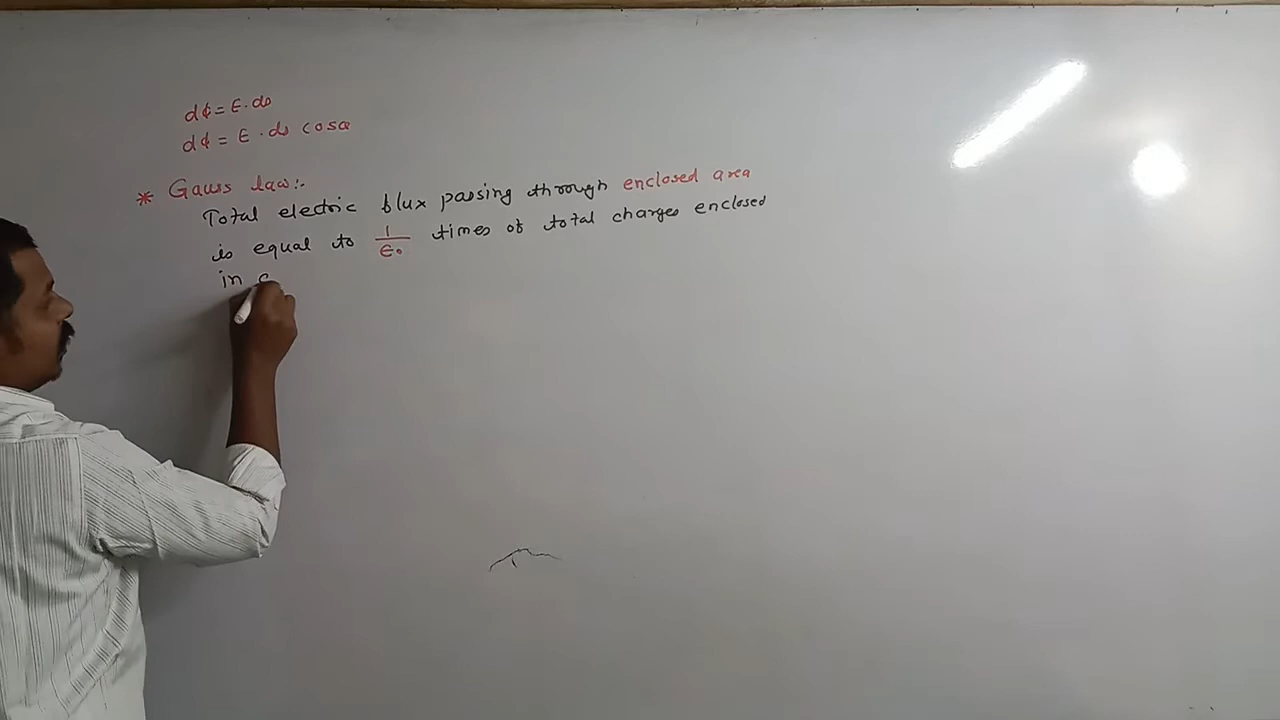 dϕ = E. ds
dϕ = E . ds cosα
* Gauss law:.
Total electric flux passing through enclosed area
is equal to 1/ϵ₀ times of total charges enclosed
in